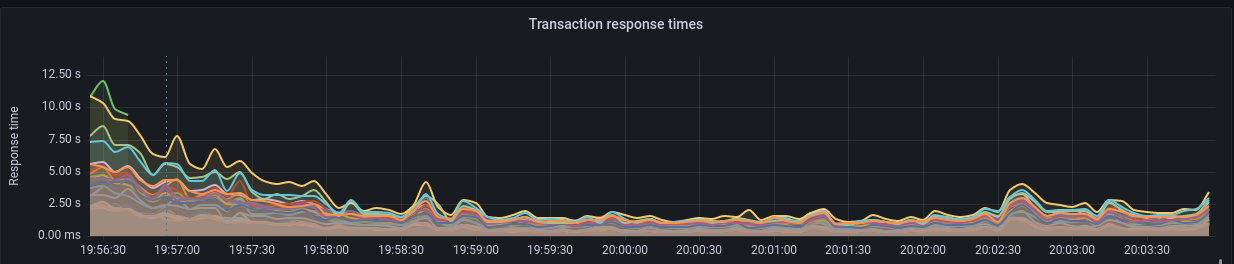 Transaction response times
12.50 s
10.00 s
7.50 s
5.00 s
2.50 s
0.00 ms
Response time
19:56:30 19:57:00 19:57:30 19:58:00 19:58:30 19:59:00 19:59:30 20:00:00 20:00:30 20:01:00 20:01:30 20:02:00 20:02:30 20:03:00 20:03:30